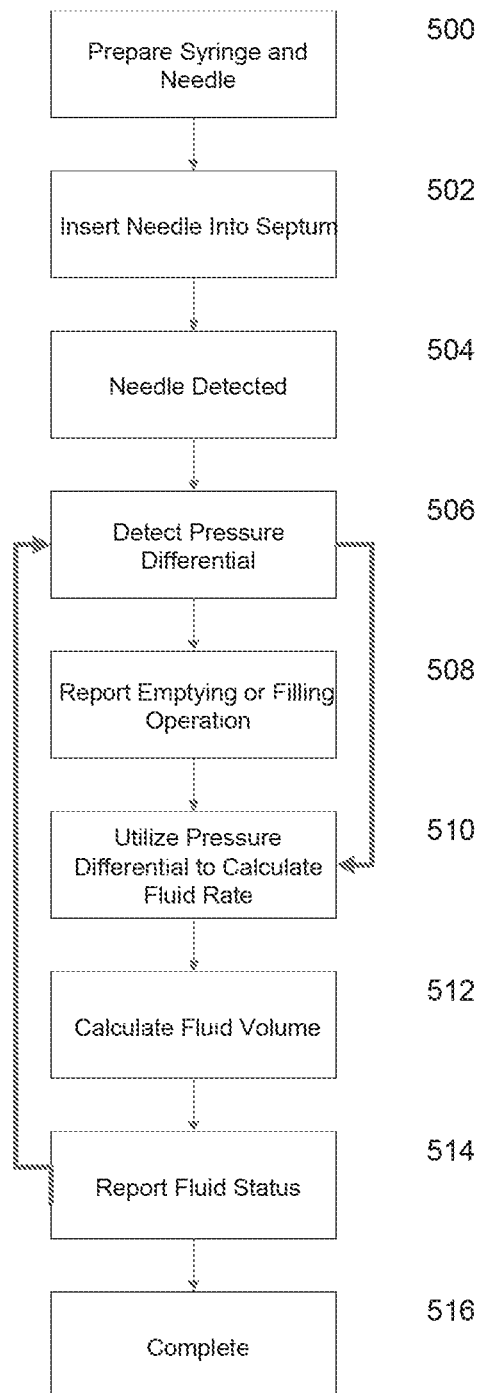 500
Prepare Syringe and
Needle
502
Insert Needle Into Septum
504
Needle Detected
506
Detect Pressure
Differential
508
Report Emptying or Filling
Operation
510
Utilize Pressure
Differential to Calculate
Fluid Rate
512
Calculate Fluid Volume
514
Report Fluid Status
516
Complete